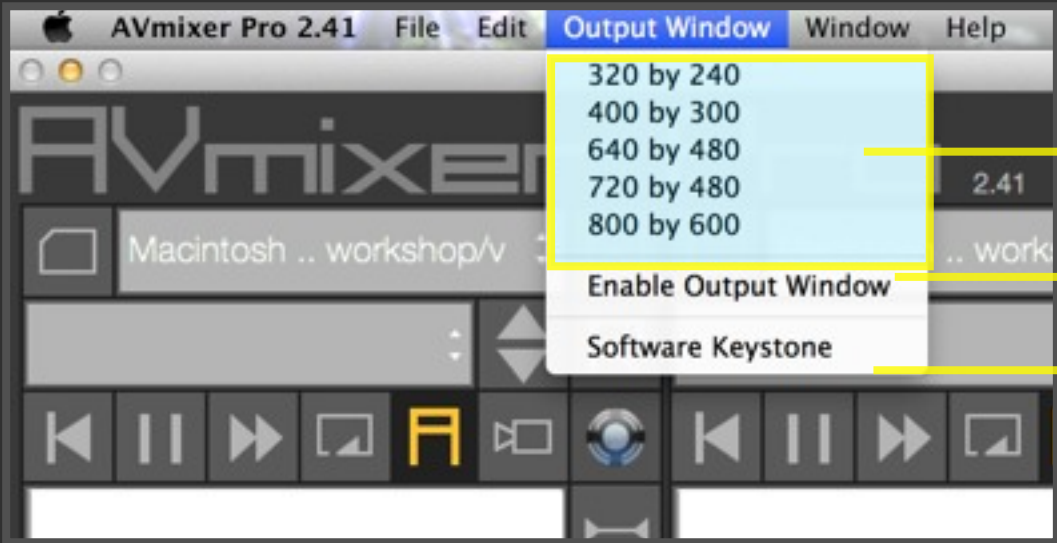 AVmixer Pro 2.41 File Edit Output Window Window Help
320 by 240
400 by 300
640 by 480
720 by 480
800 by 600
Enable Output Window
Software Keystone
AVmixer
2.41
Macintosh .. workshop/v
.. works
A